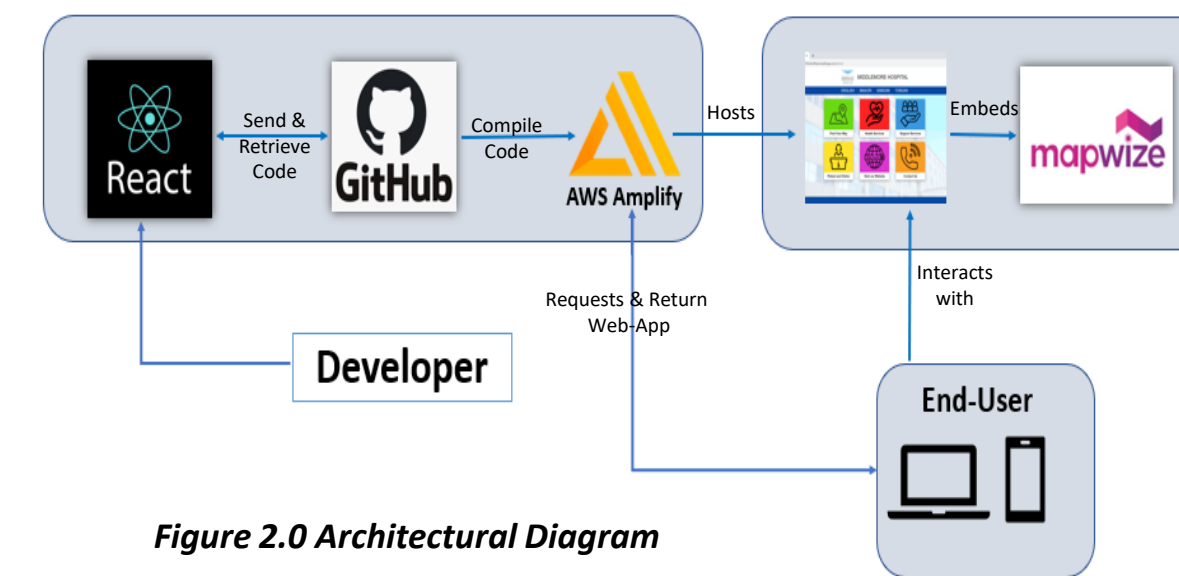 React
Send &
Retrieve
Code
GitHub
Compile
Code
AWS Amplify
Hosts
MIDDLEMORE HOSPITAL
Embeds
mapwize
Interacts
with
Requests & Return
Web-App
Developer
End-User
Figure 2.0 Architectural Diagram